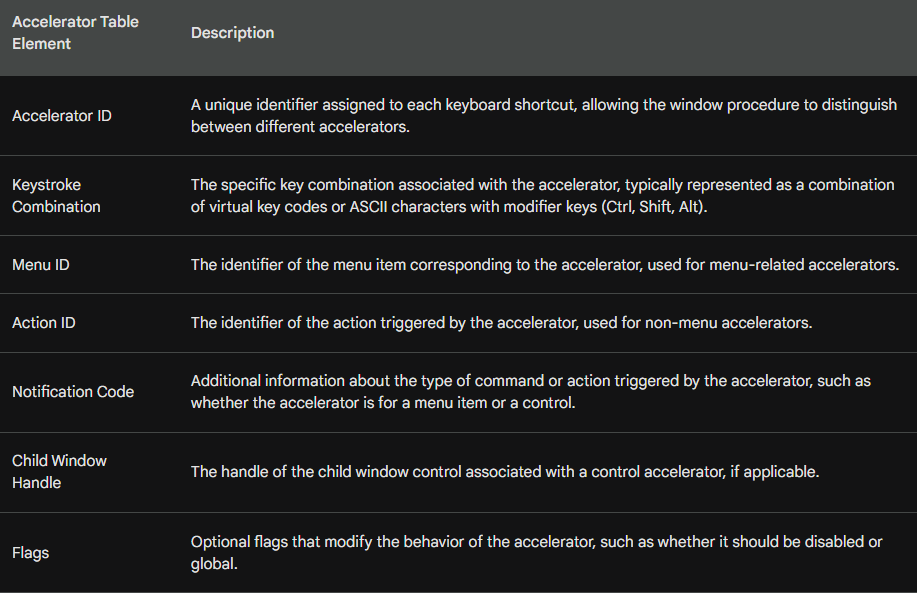 Accelerator Table
Element
Description
Accelerator ID
A unique identifier assigned to each keyboard shortcut, allowing the window procedure to distinguish
between different accelerators.
Keystroke
Combination
The specific key combination associated with the accelerator, typically represented as a combination
of virtual key codes or ASCII characters with modifier keys (Ctrl, Shift, Alt).
Menu ID
The identifier of the menu item corresponding to the accelerator, used for menu-related accelerators.
Action ID
The identifier of the action triggered by the accelerator, used for non-menu accelerators.
Notification Code
Additional information about the type of command or action triggered by the accelerator, such as
whether the accelerator is for a menu item or a control.
Child Window
Handle
The handle of the child window control associated with a control accelerator, if applicable.
Flags
Optional flags that modify the behavior of the accelerator, such as whether it should be disabled or
global.